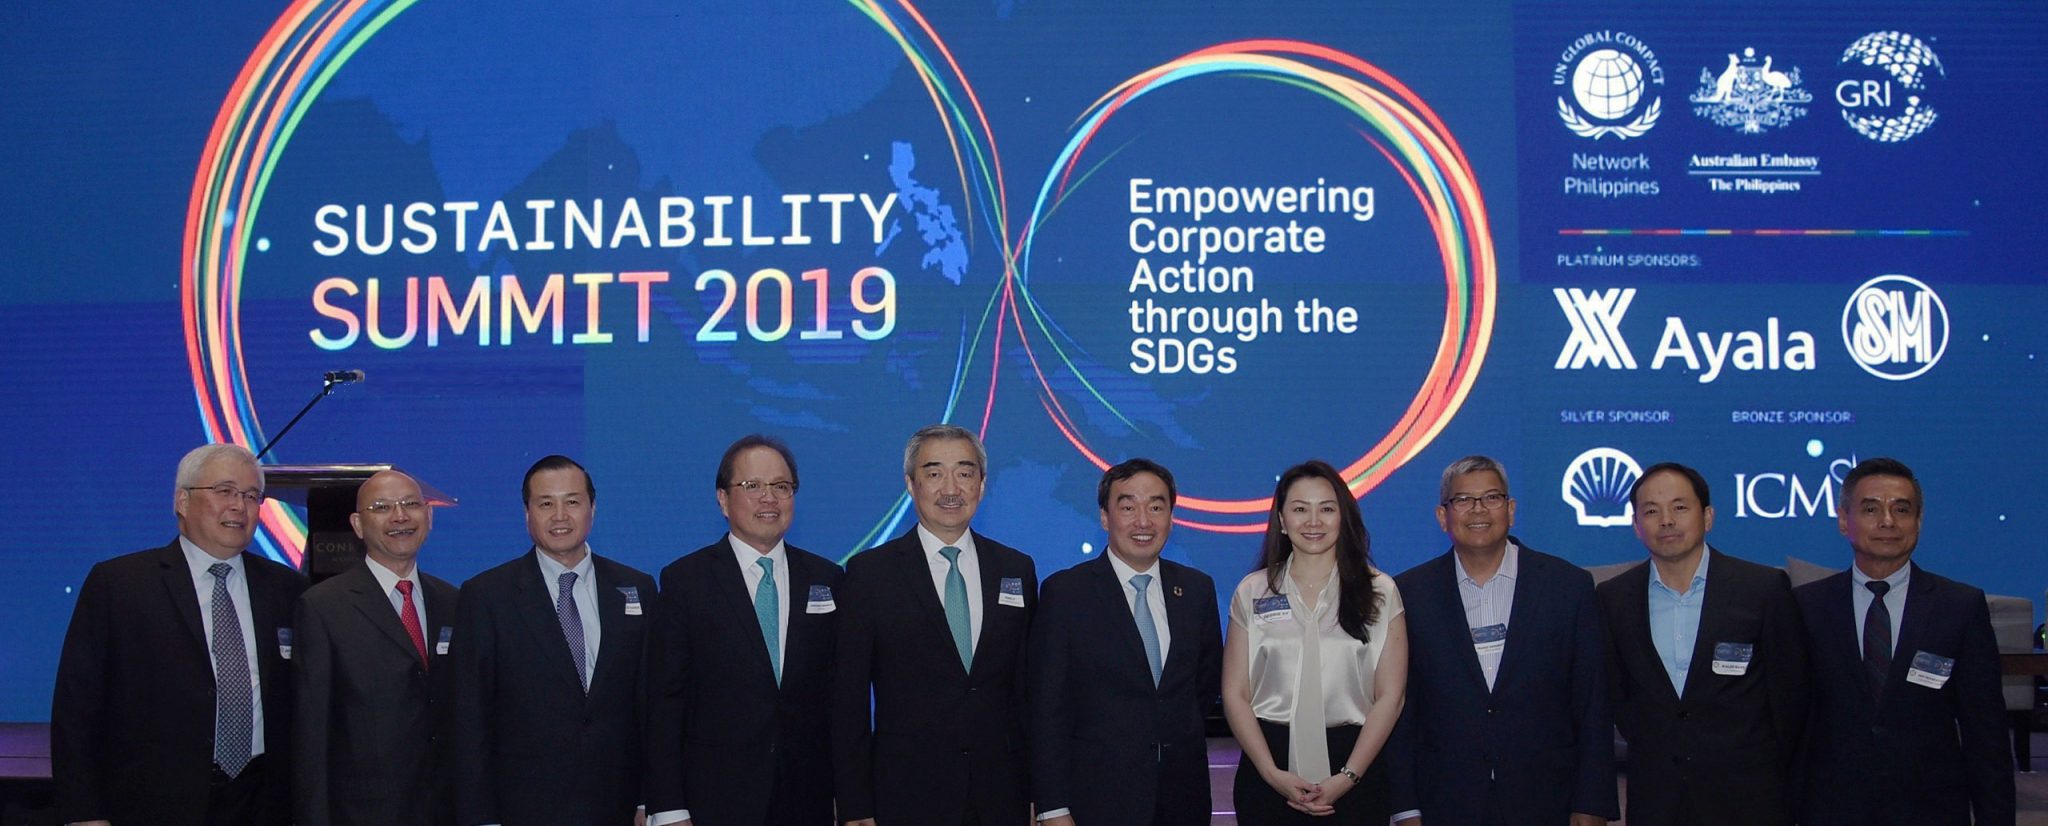 SUSTAINABILITY
SUMMIT 2019
Empowering
Corporate
Action
through the
SDGs
UN GLOBAL COMPACT
Network
Philippines
Australian Embassy
The Philippines
GRI
PLATINUM SPONSORS:
Ayala
SM
SILVER SPONSOR:
BRONZE SPONSOR:
ICMS